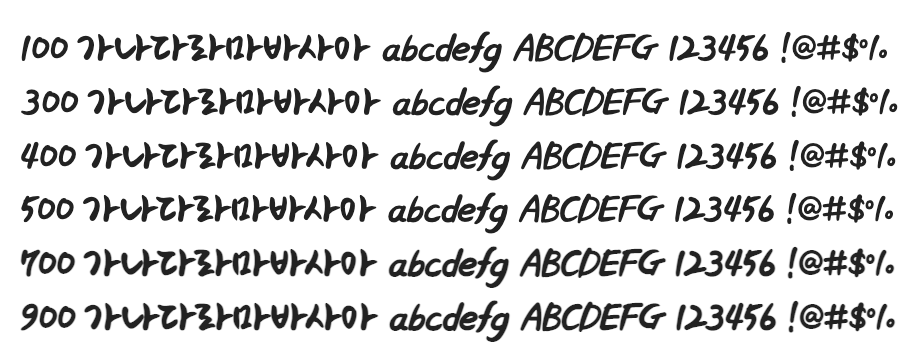 100 가나다라마바사아 abcdefg ABCDEFG 123456 !@#$%
300 가나다라마바사아 abcdefg ABCDEFG 123456 !@#$%
400 가나다라마바사아 abcdefg ABCDEFG 123456 !@#$%
500 가나다라마바사아 abcdefg ABCDEFG 123456 !@#$%
700 가나다라마바사아 abcdefg ABCDEFG 123456 !@#$%
900 가나다라마바사아 abcdefg ABCDEFG 123456 !@#$%